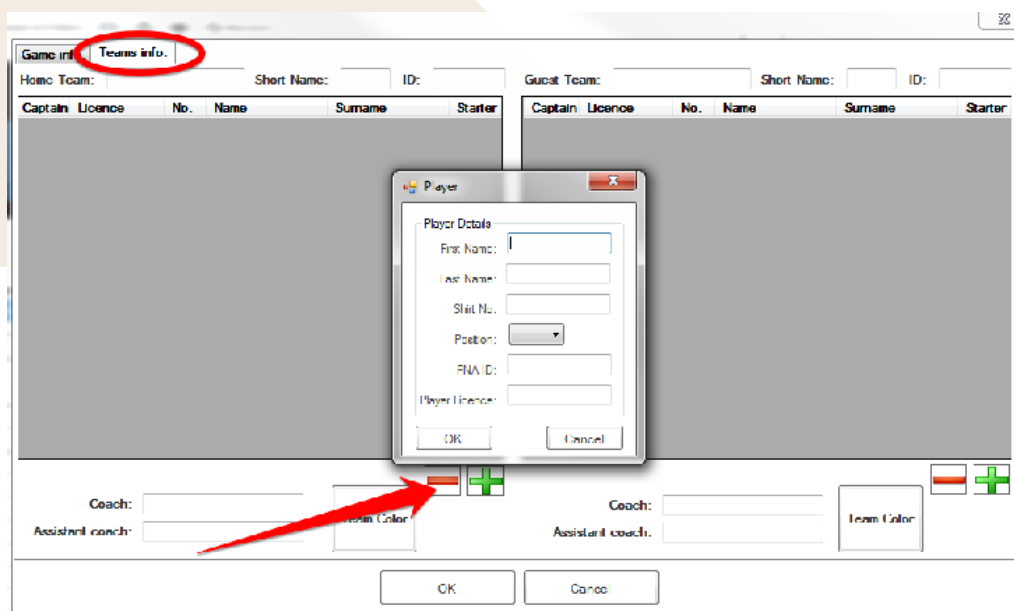 Game inf
Teams info.
Home Team: Short Name: ID:
Guest Team: Short Name: ID:
Captain Licence No. Name Surname Starter
Captain Licence No. Name Surname Starter
Player
Player Details
First Name:
Last Name:
Shirt No.
Position:
Player Licence:
OK Cancel
Coach:
Assistant coach:
Team Color
Coach:
Assistant coach:
Team Color
OK Cancel